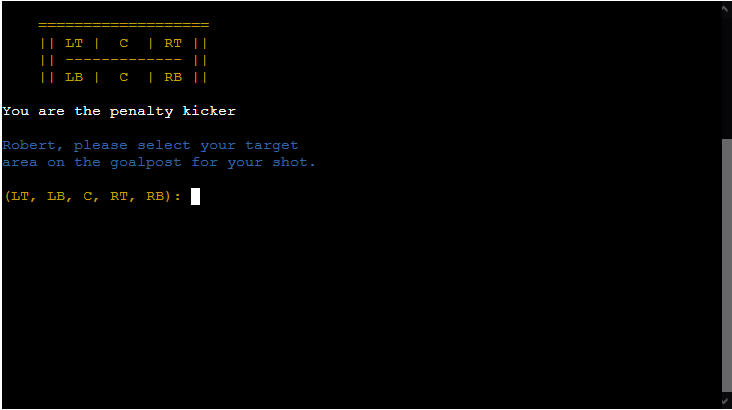 ===================
|| LT |  C  | RT ||
|| ------------- ||
|| LB |  C  | RB ||
You are the penalty kicker
Robert, please select your target
area on the goalpost for your shot.
(LT, LB, C, RT, RB):